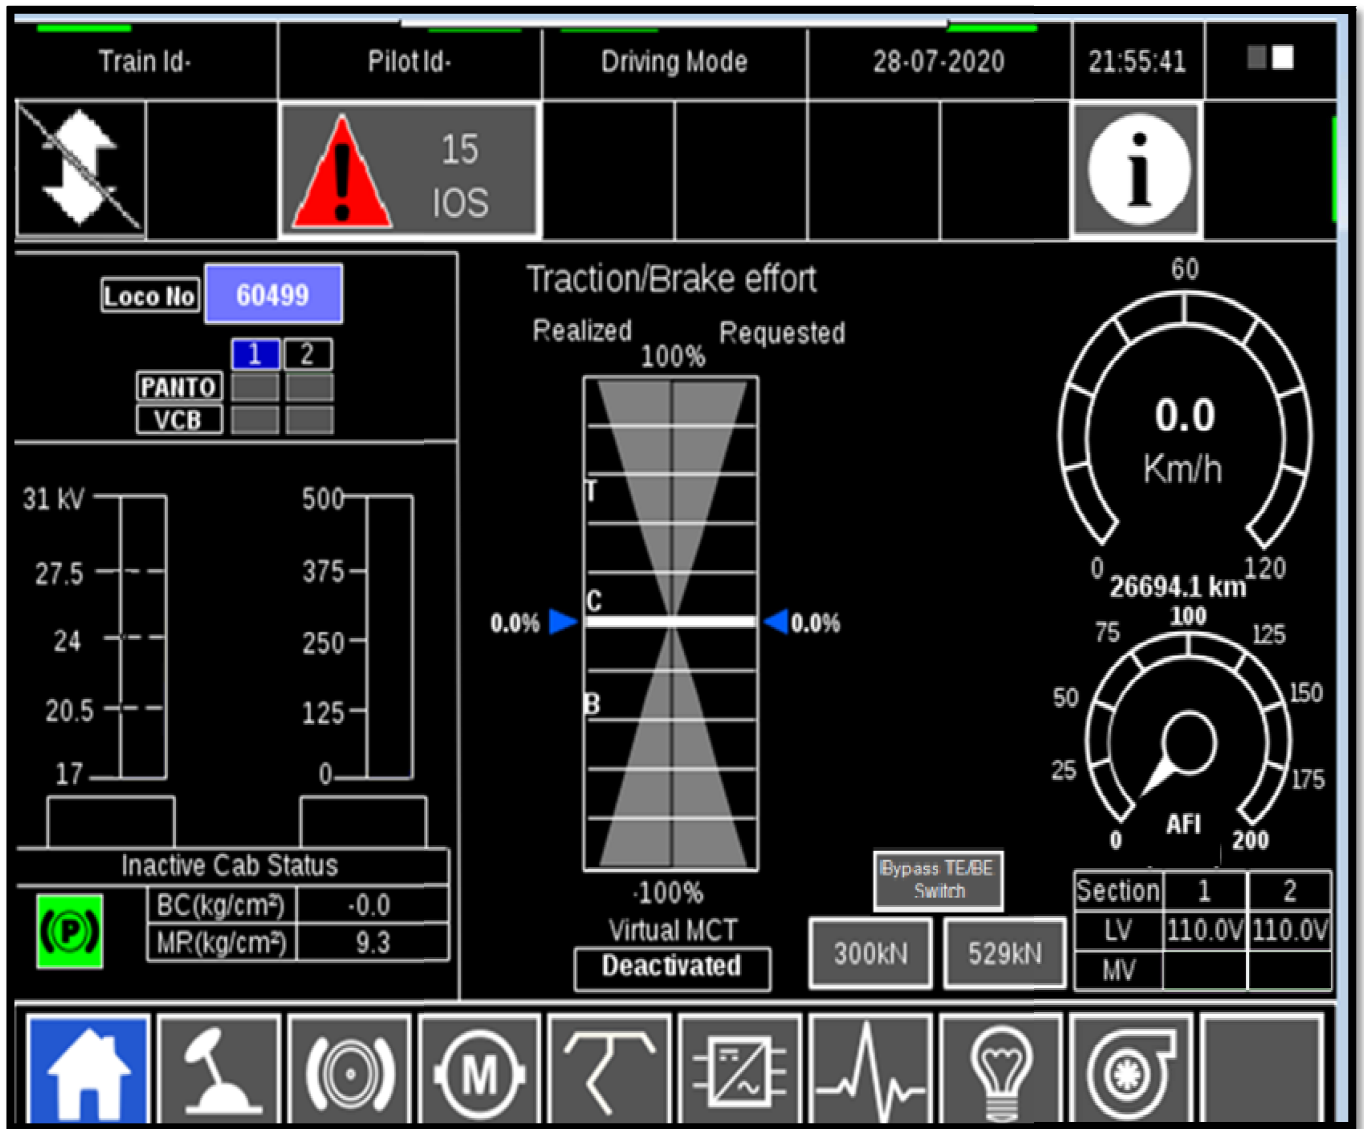 Train Id-
Pilot Id-
Driving Mode
28-07-2020
21:55:41
15
IOS
i
Loco No 60499
1 2
PANTO
VCB
31 kV
27.5
24
20.5
17
500
375
250
125
0
Inactive Cab Status
BC(kg/cm²) -0.0
MR(kg/cm²) 9.3
(P)
Traction/Brake effort
Realized Requested
100%
T
C
0.0% 0.0%
B
-100%
Virtual MCT
Deactivated
Bypass TE/BE
Switch
300kN 529kN
60
0.0
Km/h
0 120
26694.1 km
100
75 125
50 150
25 175
AFI
0 200
Section 1 2
LV 110.0V 110.0V
MV
M